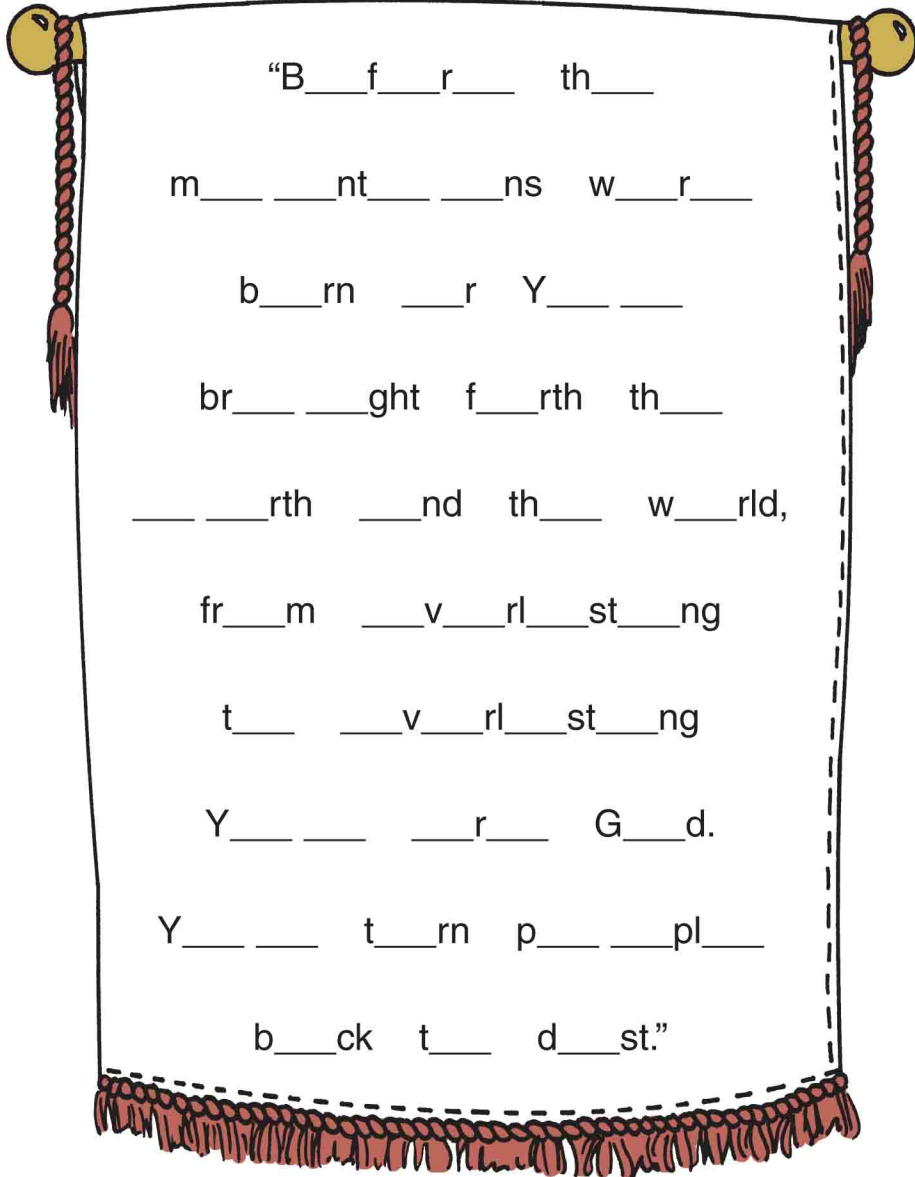 “B___f___r___ th___
m___ ___nt___ ___ns w___r___
b___rn ___r Y___ ___
br___ ___ght f___rth th___
___ ___rth ___nd th___ w___rld,
fr___m ___v___rl___st___ng
t___ ___v___rl___st___ng
Y___ ___ ___r___ G___d.
Y___ ___ t___rn p___ ___pl___
b___ck t___ d___st.”